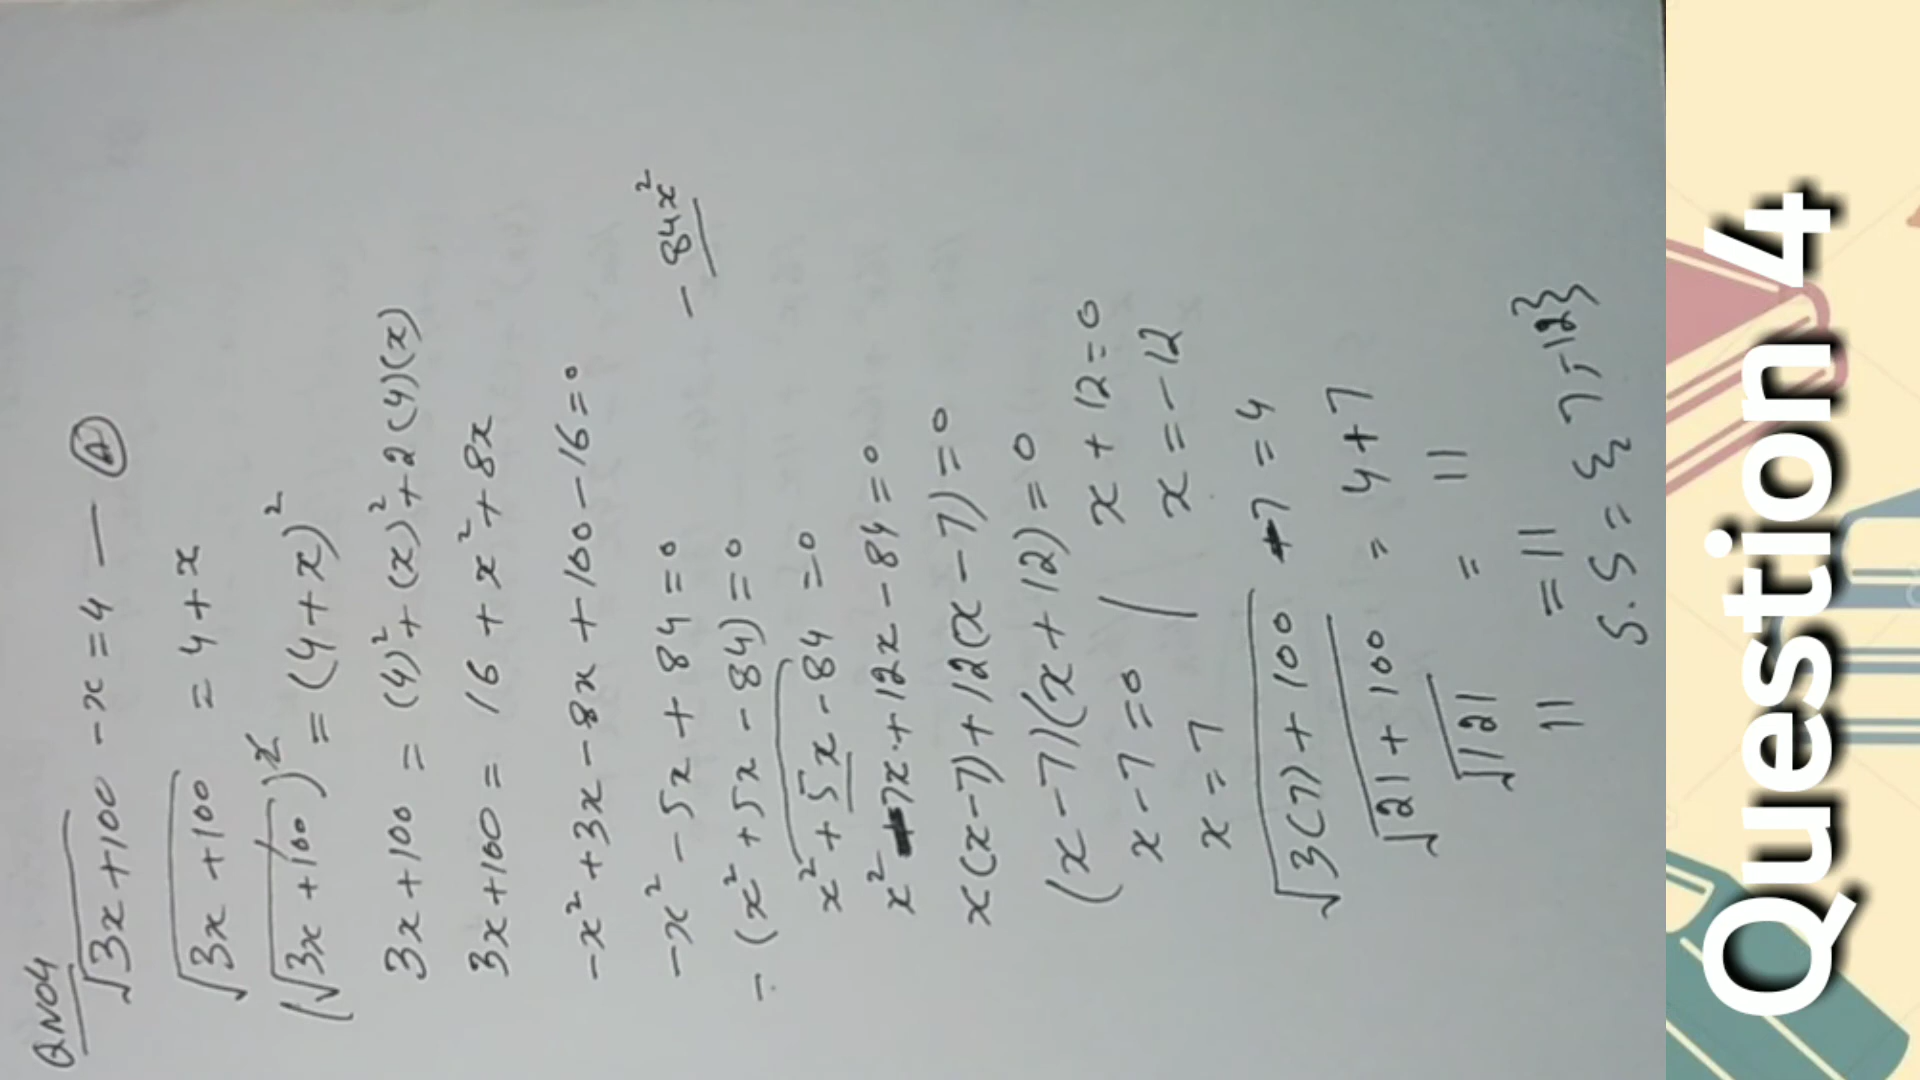 QNO4
√3x+100 - x = 4 — (A)
√3x+100 = 4+x
(√3x+100)² = (4+x)²
3x+100 = (4)²+(x)²+2(4)(x)
3x+100 = 16+x²+8x
-x²+3x-8x+100-16=0
-x²-5x+84=0 - 84x²
-(x²+5x-84)=0
x²+5x-84=0
x²-7x+12x-84=0
x(x-7)+12(x-7)=0
(x-7)(x+12)=0
x-7=0 / x+12=0
x=7 x=-12
√3(7)+100 -7=4
√21+100 = 4+7
√121 = 11
11 = 11
S.S = {7,-12}
Question 4